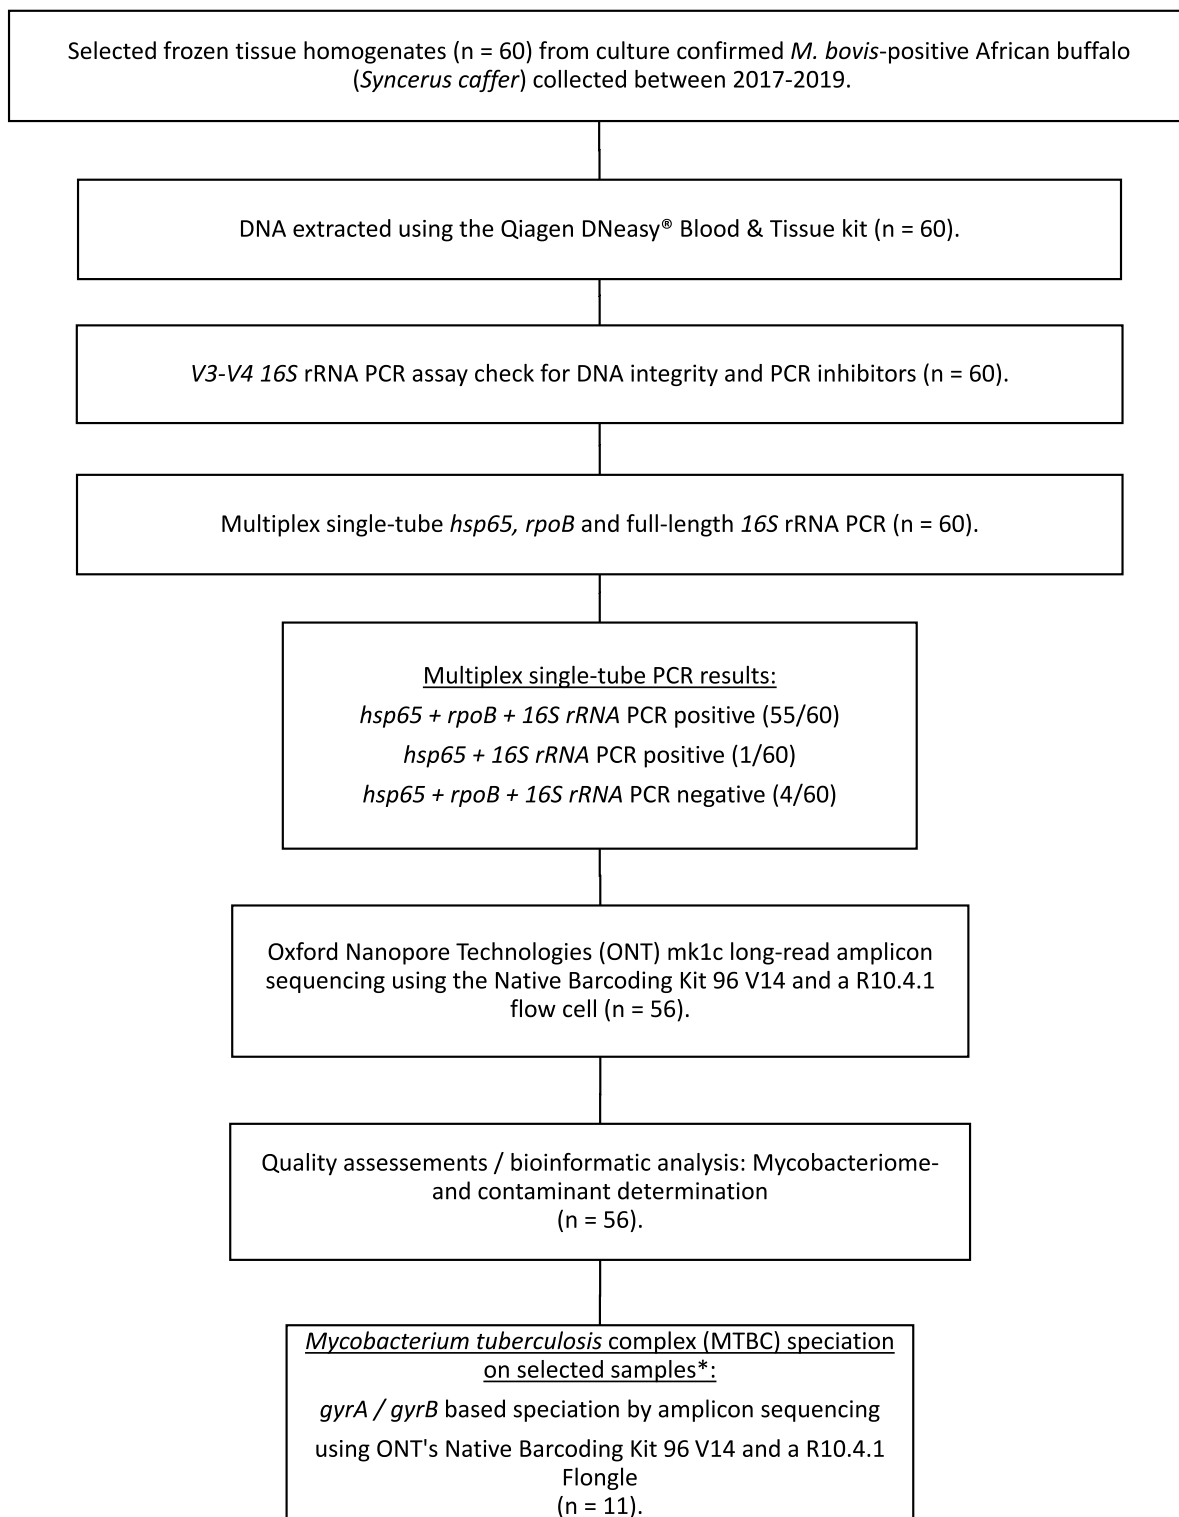 Selected frozen tissue homogenates (n = 60) from culture confirmed M. bovis-positive African buffalo
(Syncerus caffer) collected between 2017-2019.
DNA extracted using the Qiagen DNeasy® Blood & Tissue kit (n = 60).
V3-V4 16S rRNA PCR assay check for DNA integrity and PCR inhibitors (n = 60).
Multiplex single-tube hsp65, rpoB and full-length 16S rRNA PCR (n = 60).
Multiplex single-tube PCR results:
hsp65 + rpoB + 16S rRNA PCR positive (55/60)
hsp65 + 16S rRNA PCR positive (1/60)
hsp65 + rpoB + 16S rRNA PCR negative (4/60)
Oxford Nanopore Technologies (ONT) mk1c long-read amplicon
sequencing using the Native Barcoding Kit 96 V14 and a R10.4.1
flow cell (n = 56).
Quality assessements / bioinformatic analysis: Mycobacteriome-
and contaminant determination
(n = 56).
Mycobacterium tuberculosis complex (MTBC) speciation
on selected samples*:
gyrA / gyrB based speciation by amplicon sequencing
using ONT's Native Barcoding Kit 96 V14 and a R10.4.1
Flongle
(n = 11).